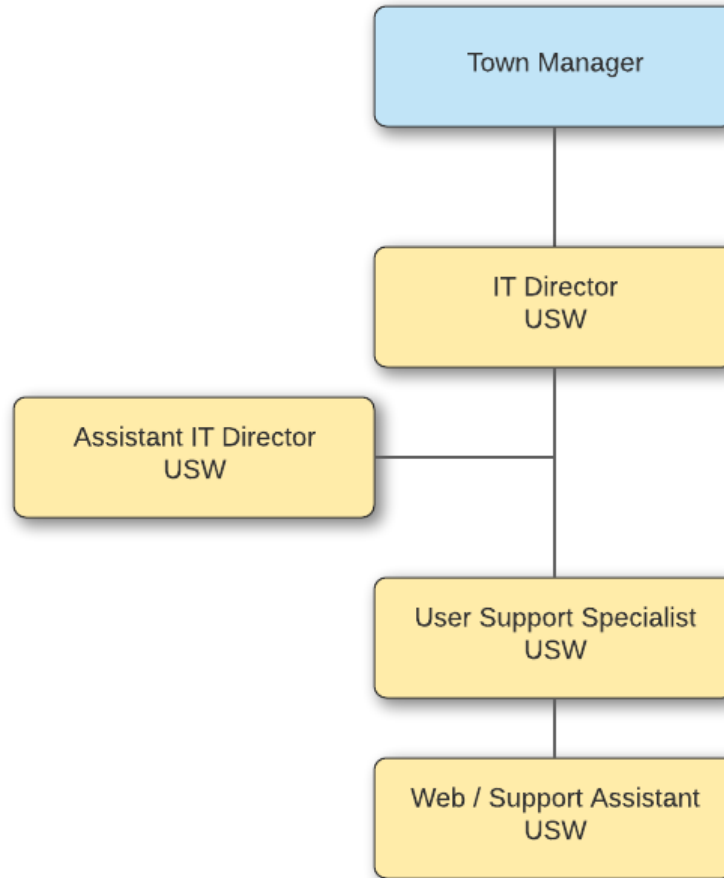 Town Manager
IT Director
USW
Assistant IT Director
USW
User Support Specialist
USW
Web / Support Assistant
USW